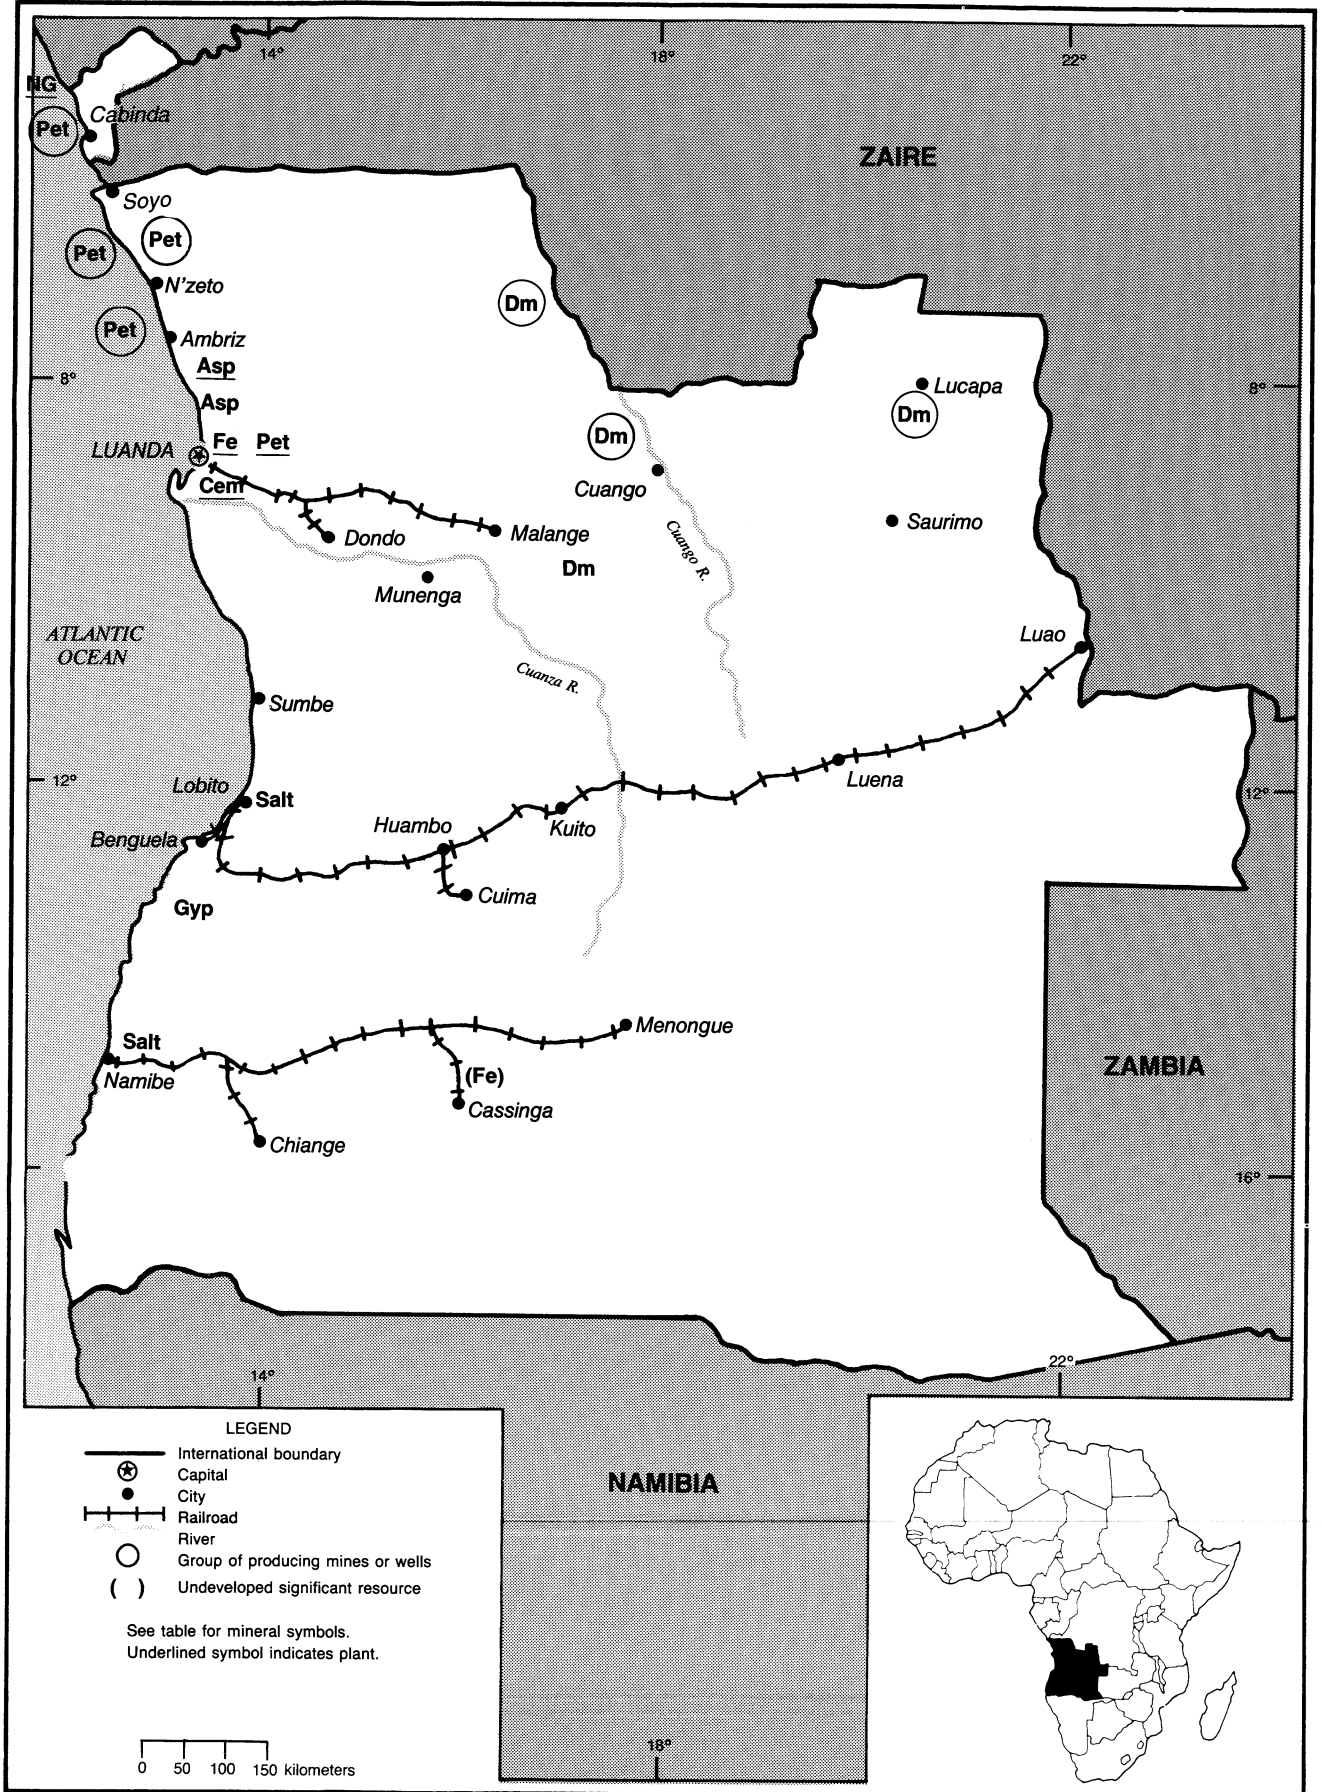 14°
18°
22°
NG
Cabinda
Pet
ZAIRE
Soyo
Pet
Pet
N'zeto
Dm
Pet
Ambriz
Asp
8°
Lucapa
8°
Asp
Dm
LUANDA
Fe
Pet
Dm
Cem
Cuango
Saurimo
Dondo
Malange
Cuango R.
Dm
Munenga
ATLANTIC
OCEAN
Luao
Cuanza R.
Sumbe
12°
Lobito
Salt
Luena
12°
Benguela
Huambo
Kuito
Cuima
Gyp
Menongue
Salt
ZAMBIA
Namibe
(Fe)
Cassinga
Chiange
16°
14°
22°
LEGEND
International boundary
Capital
City
Railroad
River
Group of producing mines or wells
( ) Undeveloped significant resource
See table for mineral symbols.
Underlined symbol indicates plant.
NAMIBIA
0 50 100 150 kilometers
18°